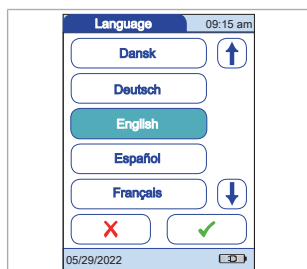 Language 09:15 am
Dansk
Deutsch
English
Español
Français
05/29/2022